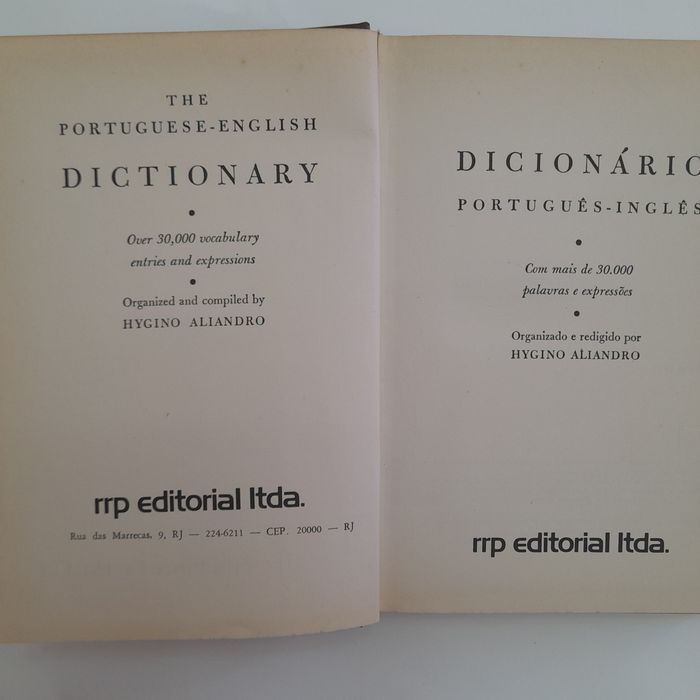 THE
PORTUGUESE-ENGLISH
DICTIONARY
Over 30,000 vocabulary
entries and expressions
Organized and compiled by
HYGINO ALIANDRO
rrp editorial ltda.
Rua das Marrecas, 9, RJ — 224-6211 — CEP. 20000 — RJ
DICIONÁRIO
PORTUGUÊS-INGLÊS
Com mais de 30.000
palavras e expressões
Organizado e redigido por
HYGINO ALIANDRO
rrp editorial ltda.